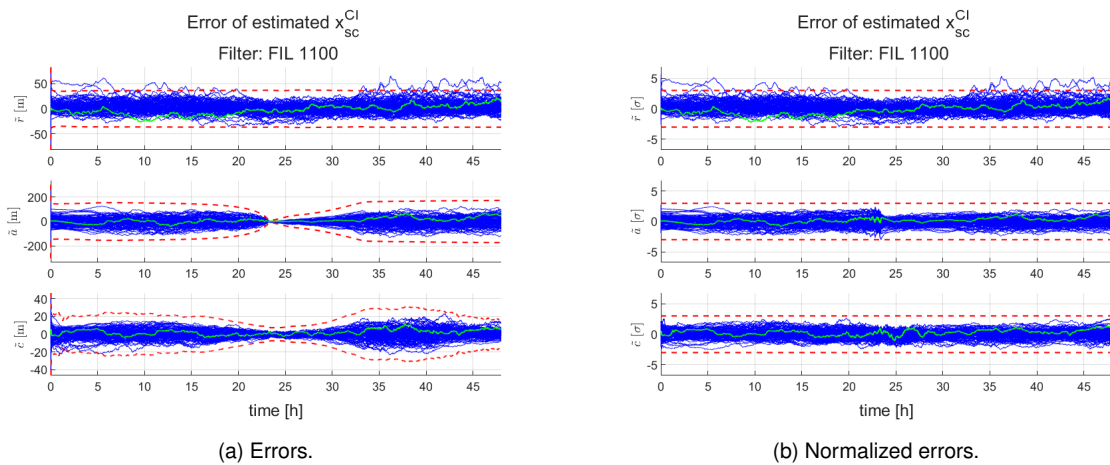 Error of estimated x_sc^CI
Filter: FIL 1100
r̃ [m]
50
0
-50
0 5 10 15 20 25 30 35 40 45
ã [m]
200
0
-200
0 5 10 15 20 25 30 35 40 45
c̃ [m]
40
20
0
-20
-40
0 5 10 15 20 25 30 35 40 45
time [h]
(a) Errors.
Error of estimated x_sc^CI
Filter: FIL 1100
r̃ [σ]
5
0
-5
0 5 10 15 20 25 30 35 40 45
ã [σ]
5
0
-5
0 5 10 15 20 25 30 35 40 45
c̃ [σ]
5
0
-5
0 5 10 15 20 25 30 35 40 45
time [h]
(b) Normalized errors.